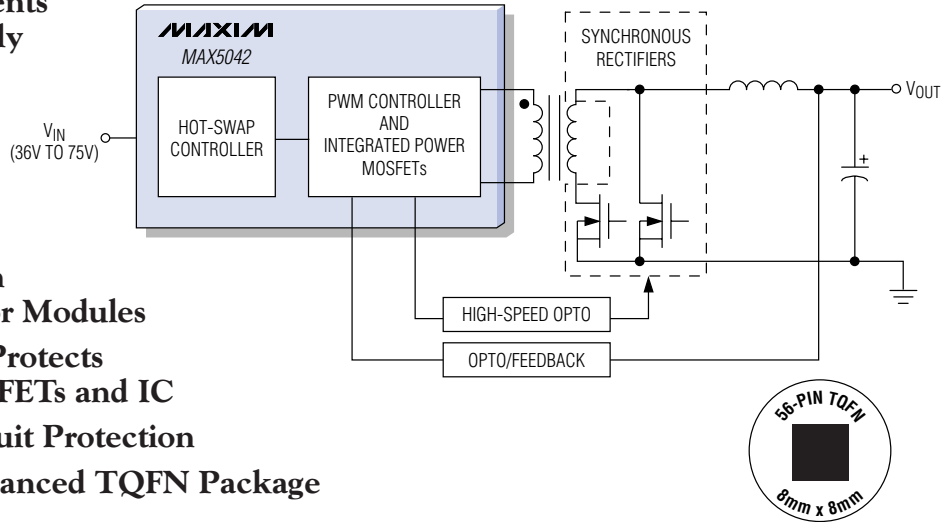 ents
ly
MAXIM
MAX5042
HOT-SWAP
CONTROLLER
PWM CONTROLLER
AND
INTEGRATED POWER
MOSFETs
SYNCHRONOUS
RECTIFIERS
VIN
(36V TO 75V)
VOUT
+
HIGH-SPEED OPTO
OPTO/FEEDBACK
r Modules
Protects
FETs and IC
uit Protection
anced TQFN Package
56-PIN TQFN
8mm x 8mm